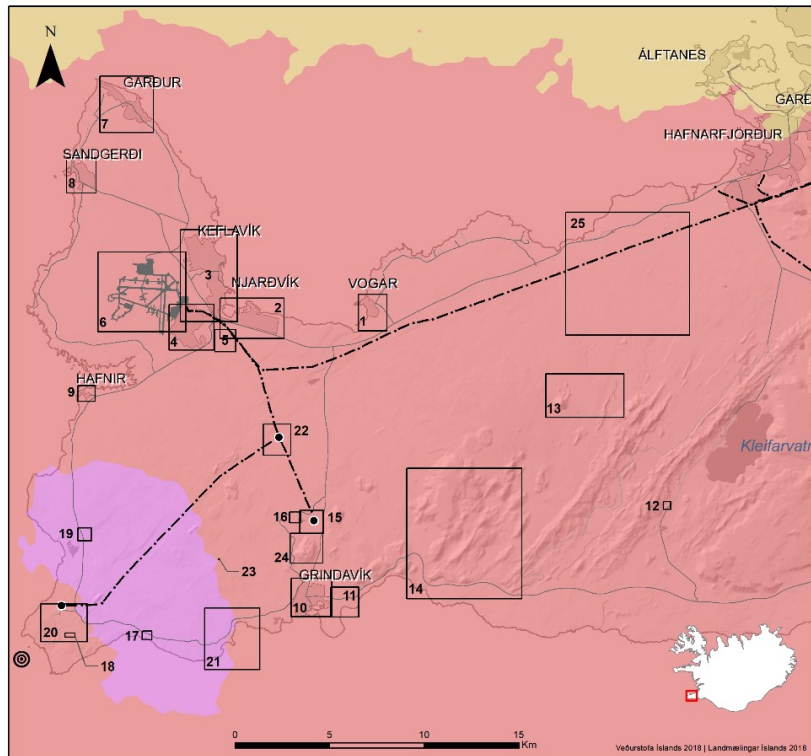 N
ÁLFTANES
GARÐUR
GARÐ
7
HAFNARFJÖRÐUR
SANDGERÐI
8
25
KEFLAVÍK
3
NJARÐVÍK
VOGAR
2
1
6
4
5
HAFNIR
9
13
22
Kleifarvatn
12
16
15
19
24
23
GRINDAVÍK
14
11
10
20
17
21
18
0
5
10
15
Km
Veðurstofa Íslands 2018 | Landmælingar Íslands 2018